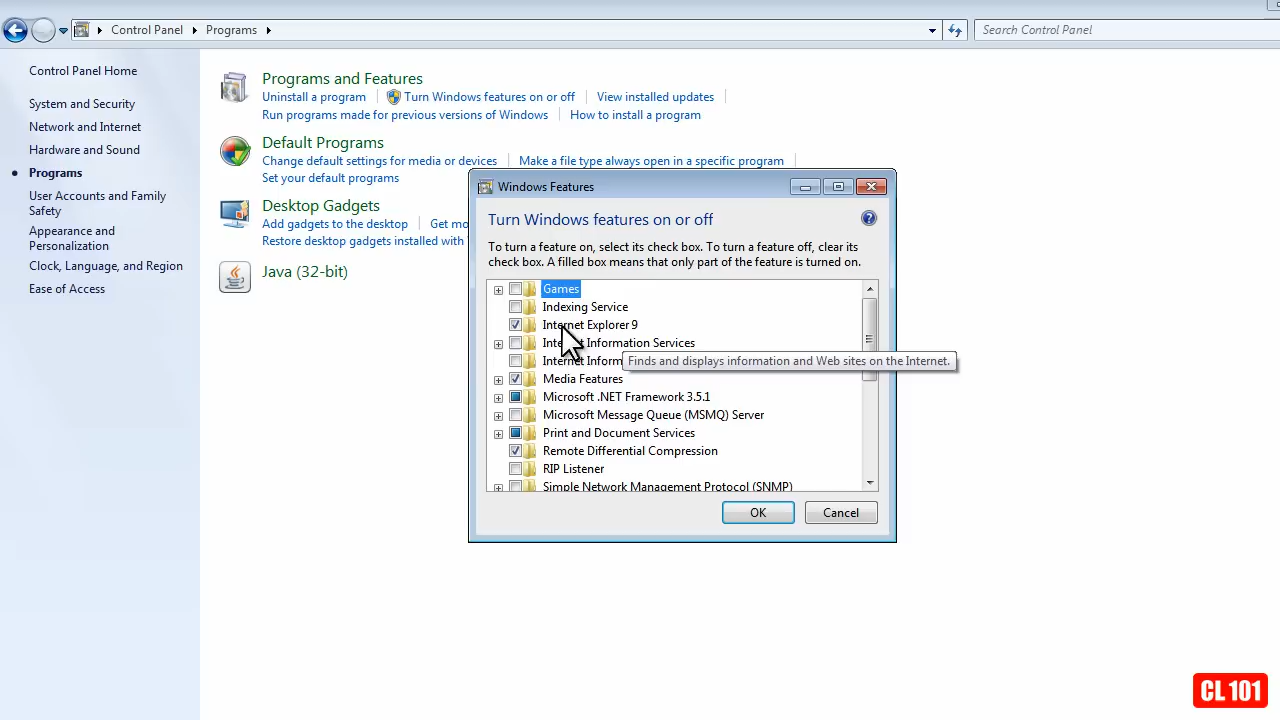 Control Panel Programs
Search Control Panel
Control Panel Home
System and Security
Network and Internet
Hardware and Sound
Programs
User Accounts and Family
Safety
Appearance and
Personalization
Clock, Language, and Region
Ease of Access
Programs and Features
Uninstall a program Turn Windows features on or off View installed updates
Run programs made for previous versions of Windows How to install a program
Default Programs
Change default settings for media or devices Make a file type always open in a specific program
Set your default programs
Desktop Gadgets
Add gadgets to the desktop Get
Restore desktop gadgets installed with
Java (32-bit)
Windows Features
Turn Windows features on or off
To turn a feature on, select its check box. To turn a feature off, clear its
check box. A filled box means that only part of the feature is turned on.
Games
Indexing Service
Internet Explorer 9
Internet Information Services
Internet
Finds and displays information and Web sites on the Internet.
Media Features
Microsoft .NET Framework 3.5.1
Microsoft Message Queue (MSMQ) Server
Print and Document Services
Remote Differential Compression
RIP Listener
Simple Network Management Protocol (SNMP)
OK Cancel
CL 101